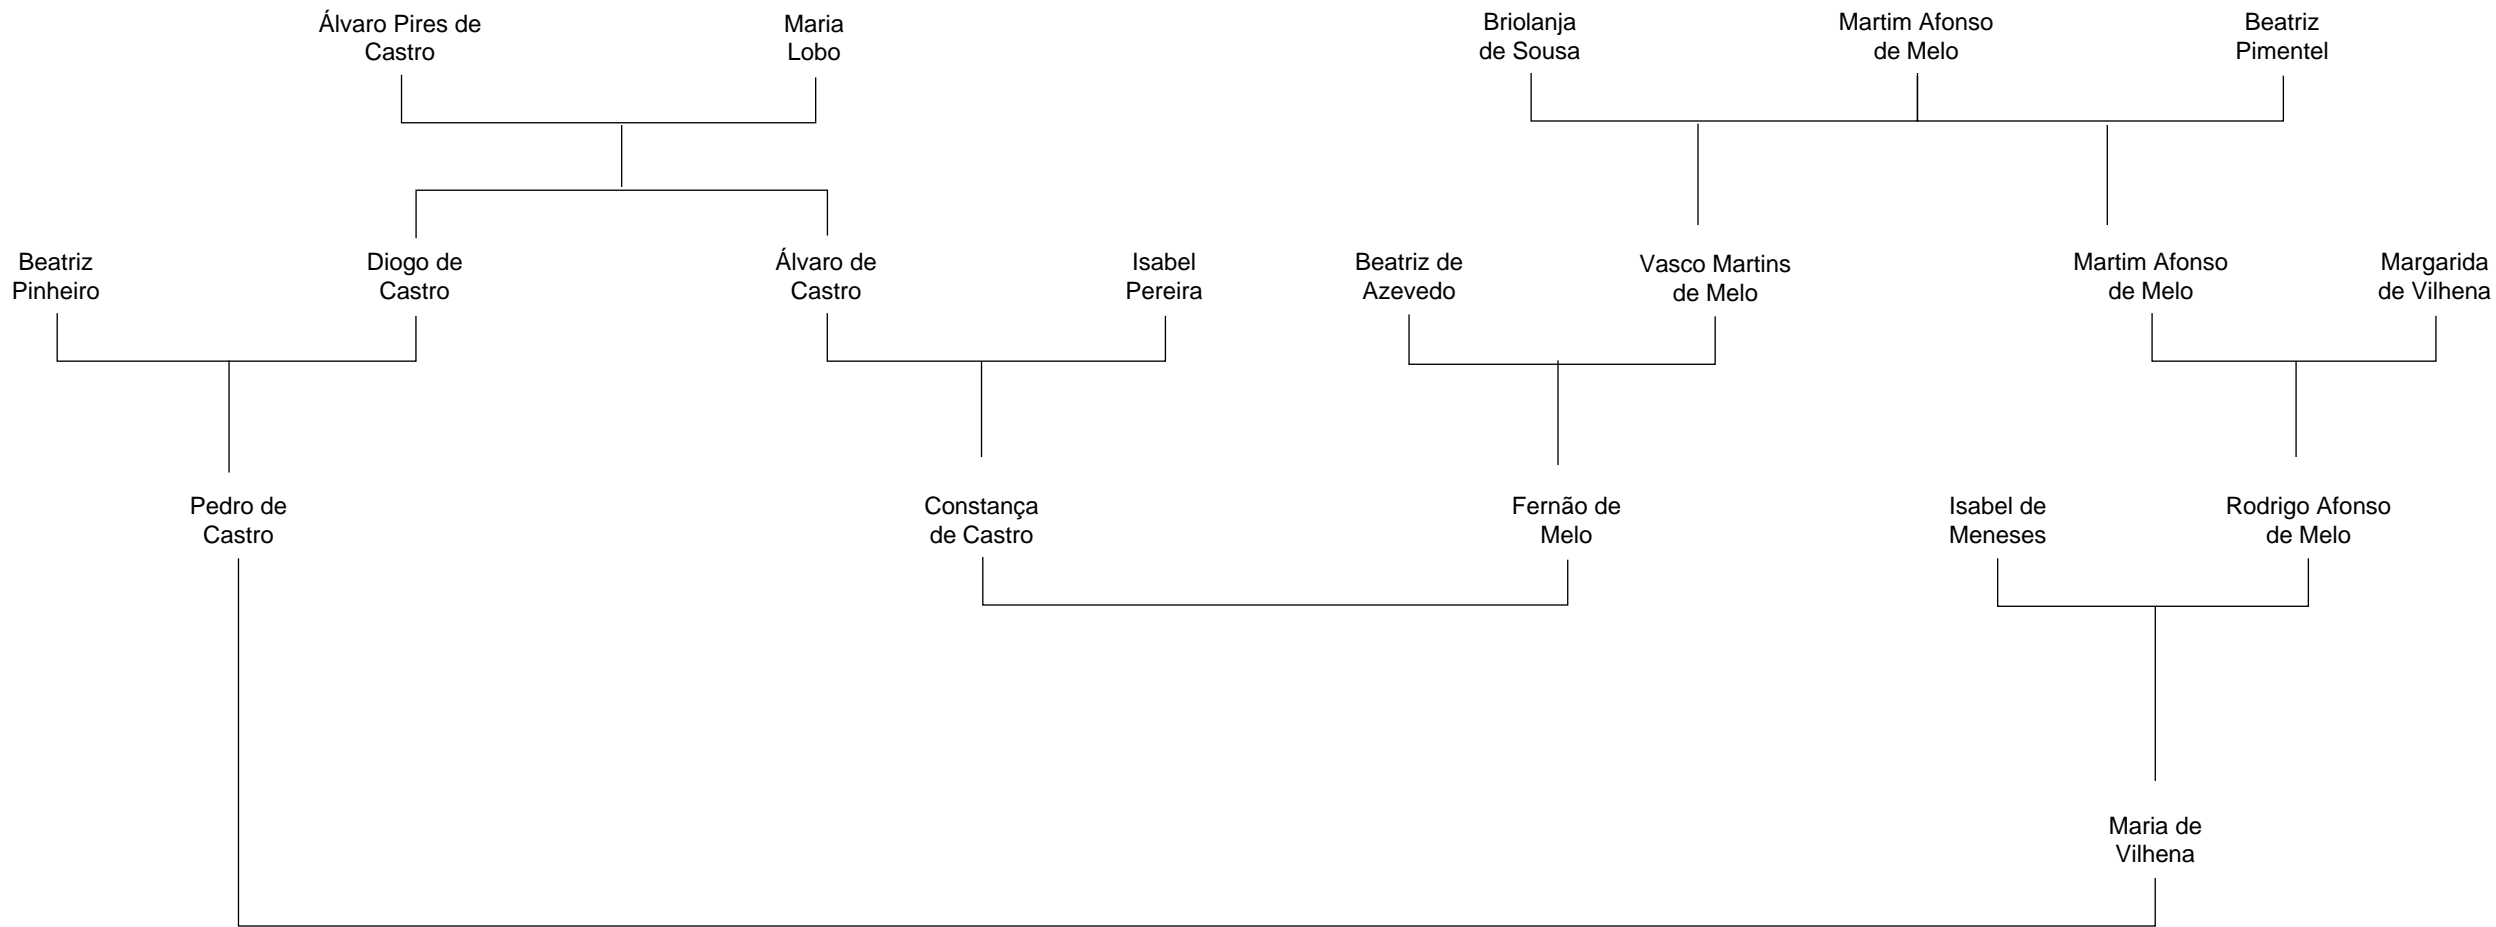 Álvaro Pires de
Castro
Maria
Lobo
Briolanja
de Sousa
Martim Afonso
de Melo
Beatriz
Pimentel
Beatriz
Pinheiro
Diogo de
Castro
Álvaro de
Castro
Isabel
Pereira
Beatriz de
Azevedo
Vasco Martins
de Melo
Martim Afonso
de Melo
Margarida
de Vilhena
Pedro de
Castro
Constança
de Castro
Fernão de
Melo
Isabel de
Meneses
Rodrigo Afonso
de Melo
Maria de
Vilhena